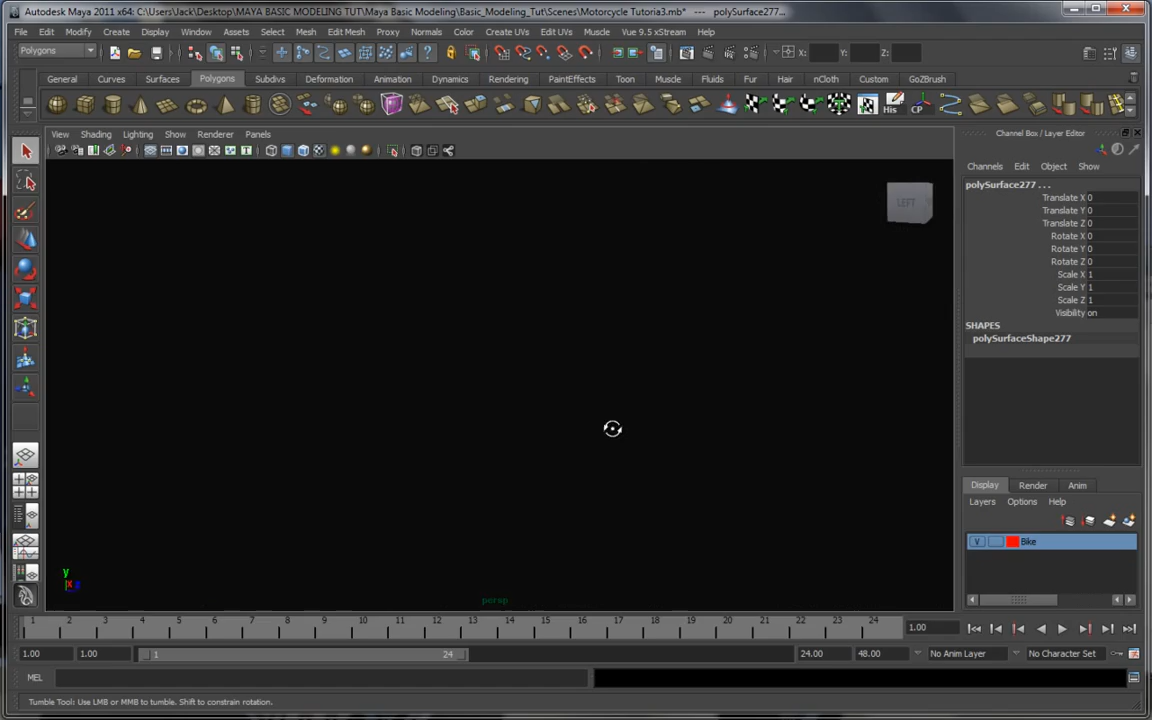 Autodesk Maya 2011 x64: C:\Users\Jack\Desktop\MAYA BASIC MODELING TUT\Maya Basic Modeling\Basic_Modeling_Tut\Scenes\Motorcycle Tutoria3.mb* --- polySurface277...
File Edit Modify Create Display Window Assets Select Mesh Edit Mesh Proxy Normals Color Create UVs Edit UVs Muscle Vue 9.5 xStream Help
Polygons X: Y: Z:
General Curves Surfaces Polygons Subdivs Deformation Animation Dynamics Rendering PaintEffects Toon Muscle Fluids Fur Hair nCloth Custom GoZBrush
His CP
View Shading Lighting Show Renderer Panels
Channel Box / Layer Editor
Channels Edit Object Show
polySurface277 . . .
Translate X 0
Translate Y 0
Translate Z 0
Rotate X 0
Rotate Y 0
Rotate Z 0
Scale X 1
Scale Y 1
Scale Z 1
Visibility on
SHAPES
polySurfaceShape277
LEFT
Display Render Anim
Layers Options Help
V Bike
y
x
persp
1 2 3 4 5 6 7 8 9 10 11 12 13 14 15 16 17 18 19 20 21 22 23 24 1.00
1.00 1.00 1 24 24.00 48.00 No Anim Layer No Character Set
MEL
Tumble Tool: Use LMB or MMB to tumble. Shift to constrain rotation.